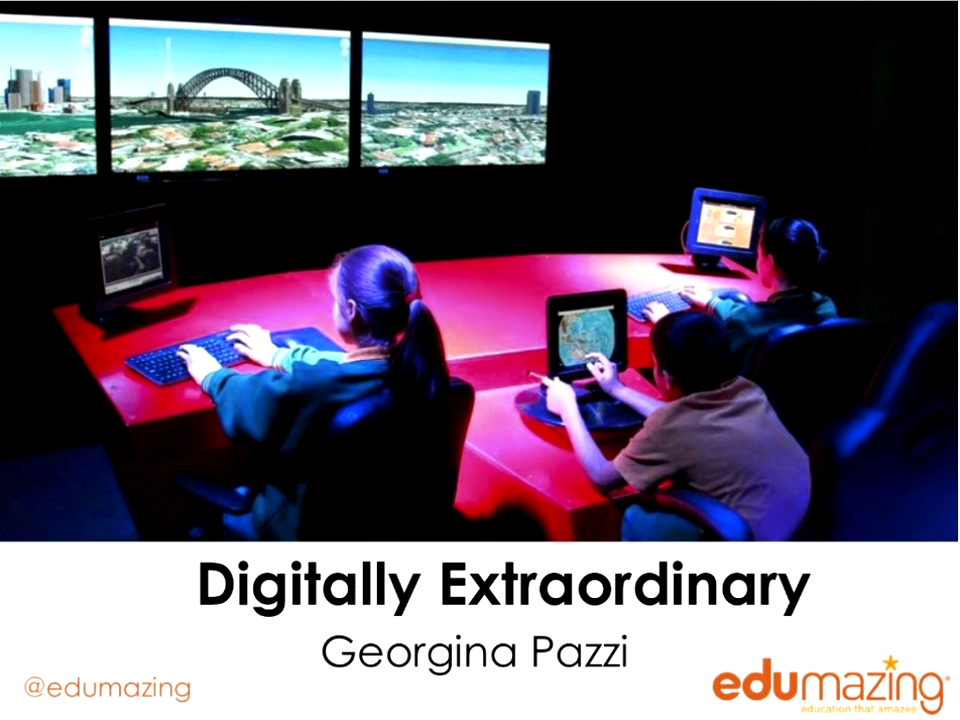 Digitally Extraordinary
Georgina Pazzi
@edumazing
edumazing®
education that amazes